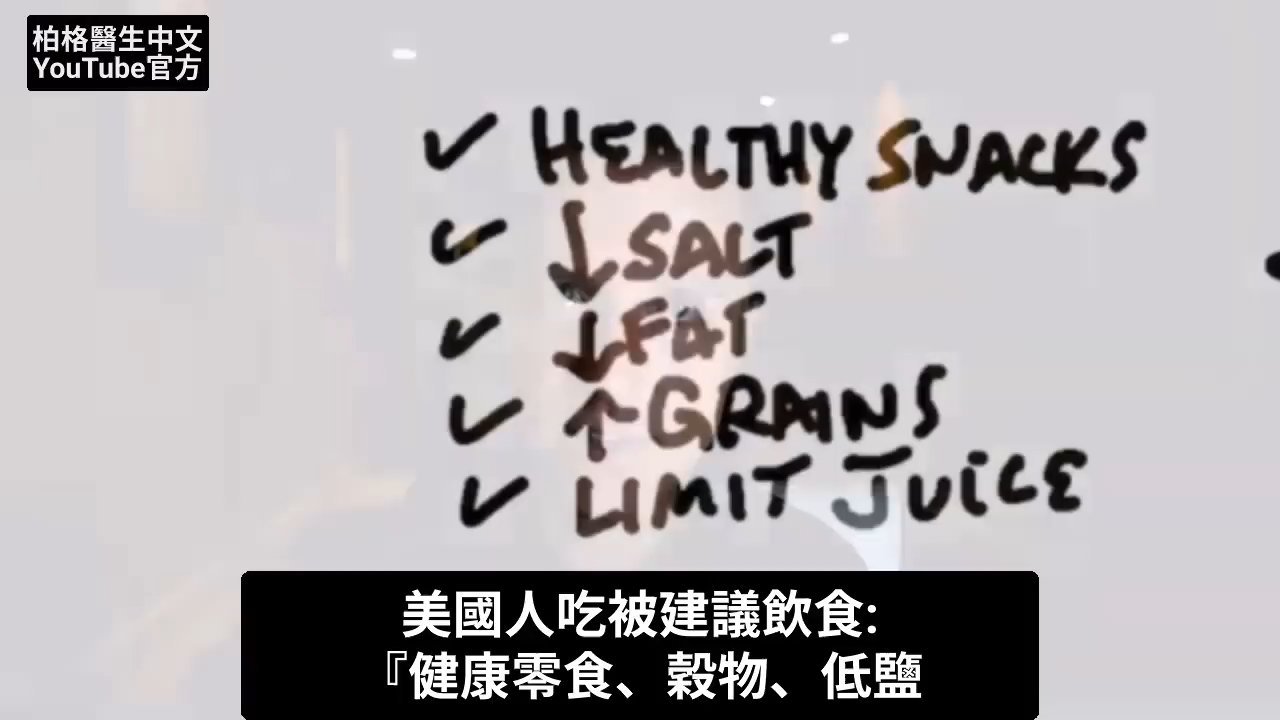 柏格醫生中文
YouTube官方
✓ HEALTHY SNACKS
✓ ↓ SALT
✓ ↓ FAT
✓ ↑ GRAINS
✓ LIMIT JUICE
美國人吃被建議飲食:
『健康零食、穀物、低鹽